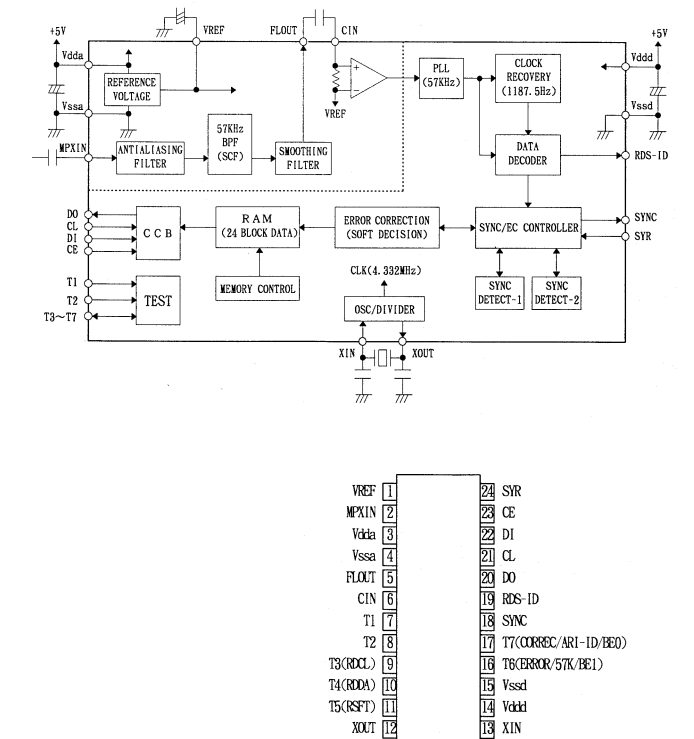 VREF
FLOUT
CIN
+5V
+5V
Vdda
Vddd
REFERENCE
VOLTAGE
PLL
(57KHz)
CLOCK
RECOVERY
(1187.5Hz)
+
−
VREF
Vssa
Vssd
MPXIN
ANTIALIASING
FILTER
57KHz
BPF
(SCF)
SMOOTHING
FILTER
DATA
DECODER
RDS-ID
DO
CL
DI
CE
CCB
RAM
(24 BLOCK DATA)
ERROR CORRECTION
(SOFT DECISION)
SYNC/EC CONTROLLER
SYNC
SYR
T1
T2
T3~T7
TEST
MEMORY CONTROL
CLK(4.332MHz)
OSC/DIVIDER
SYNC
DETECT-1
SYNC
DETECT-2
XIN
XOUT
VREF 1
24 SYR
MPXIN 2
23 CE
Vdda 3
22 DI
Vssa 4
21 CL
FLOUT 5
20 DO
CIN 6
19 RDS-ID
T1 7
18 SYNC
T2 8
17 T7(CORREC/ARI-ID/BE0)
T3(RDCL) 9
16 T6(ERROR/57K/BE1)
T4(RDDA) 10
15 Vssd
T5(RSFT) 11
14 Vddd
XOUT 12
13 XIN